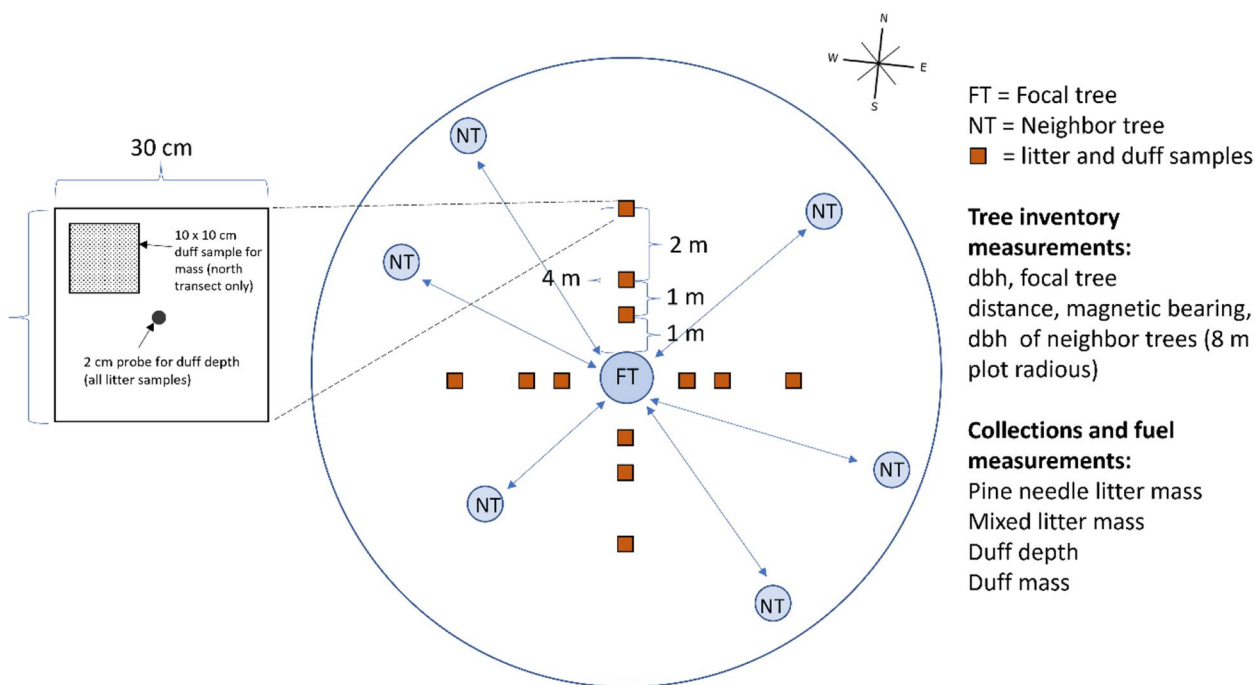 N
W
E
S
FT = Focal tree
NT = Neighbor tree
= litter and duff samples
30 cm
10 x 10 cm
duff sample for
mass (north
transect only)
2 cm probe for duff depth
(all litter samples)
NT
NT
NT
2 m
4 m
1 m
1 m
FT
NT
NT
NT
Tree inventory
measurements:
dbh, focal tree
distance, magnetic bearing,
dbh of neighbor trees (8 m
plot radious)
Collections and fuel
measurements:
Pine needle litter mass
Mixed litter mass
Duff depth
Duff mass